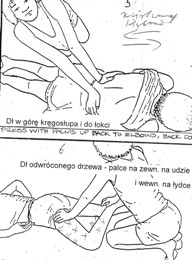 Dł w górę kręgosłupa i do łokci
PRESS WITH PALMS UP BACK TO ELBOWS, BACK DO
6
Dł odwróconego drzewa - palce na zewn. na udzie
i wewn. na łydce